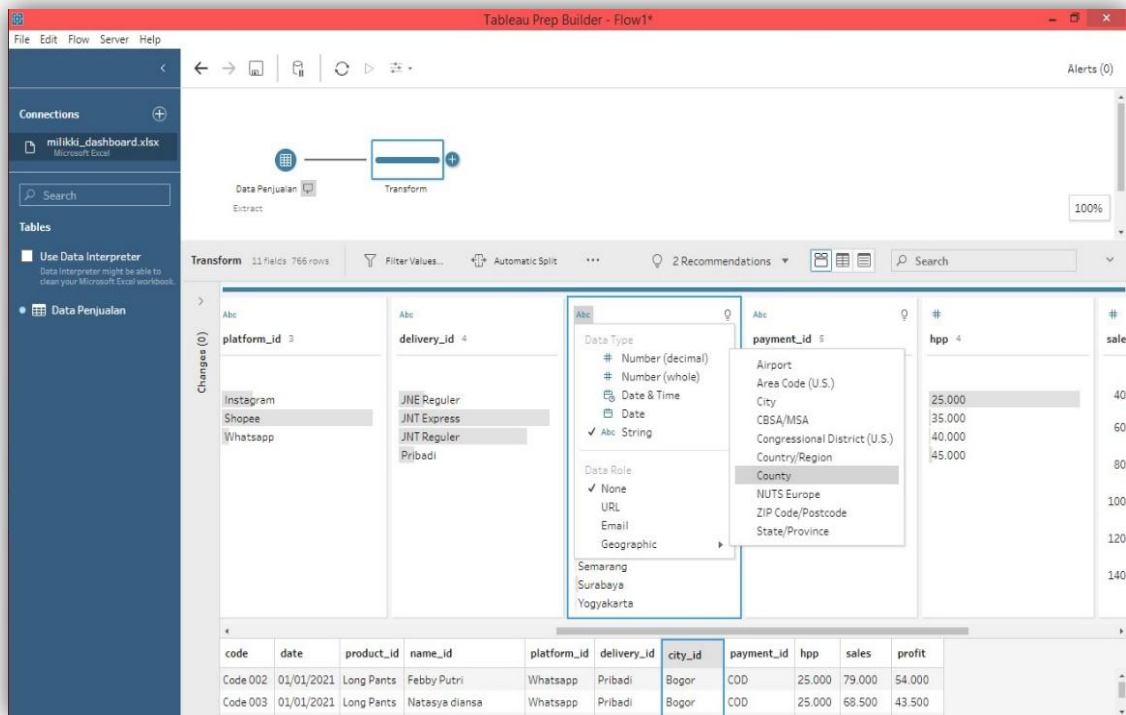 Tableau Prep Builder - Flow1*
File Edit Flow Server Help
Alerts (0)
Connections
milikki_dashboard.xlsx
Microsoft Excel
Search
Tables
Use Data Interpreter
Data Interpreter might be able to
clean your Microsoft Excel workbook.
Data Penjualan
Data Penjualan
Extract
Transform
100%
Transform 11 fields 766 rows Filter Values... Automatic Split ... 2 Recommendations Search
Changes (0)
Abc
platform_id 3
Instagram
Shopee
Whatsapp
Abc
delivery_id 4
JNE Reguler
JNT Express
JNT Reguler
Pribadi
Abc
Data Type
# Number (decimal)
# Number (whole)
Date & Time
Date
✓ Abc String
Data Role
✓ None
URL
Email
Geographic
Semarang
Surabaya
Yogyakarta
Abc
payment_id 5
Airport
Area Code (U.S.)
City
CBSA/MSA
Congressional District (U.S.)
Country/Region
County
NUTS Europe
ZIP Code/Postcode
State/Province
#
hpp 4
25.000
35.000
40.000
45.000
#
sale
40
60
80
100
120
140
code date product_id name_id platform_id delivery_id city_id payment_id hpp sales profit
Code 002 01/01/2021 Long Pants Febby Putri Whatsapp Pribadi Bogor COD 25.000 79.000 54.000
Code 003 01/01/2021 Long Pants Natasya diansa Whatsapp Pribadi Bogor COD 25.000 68.500 43.500